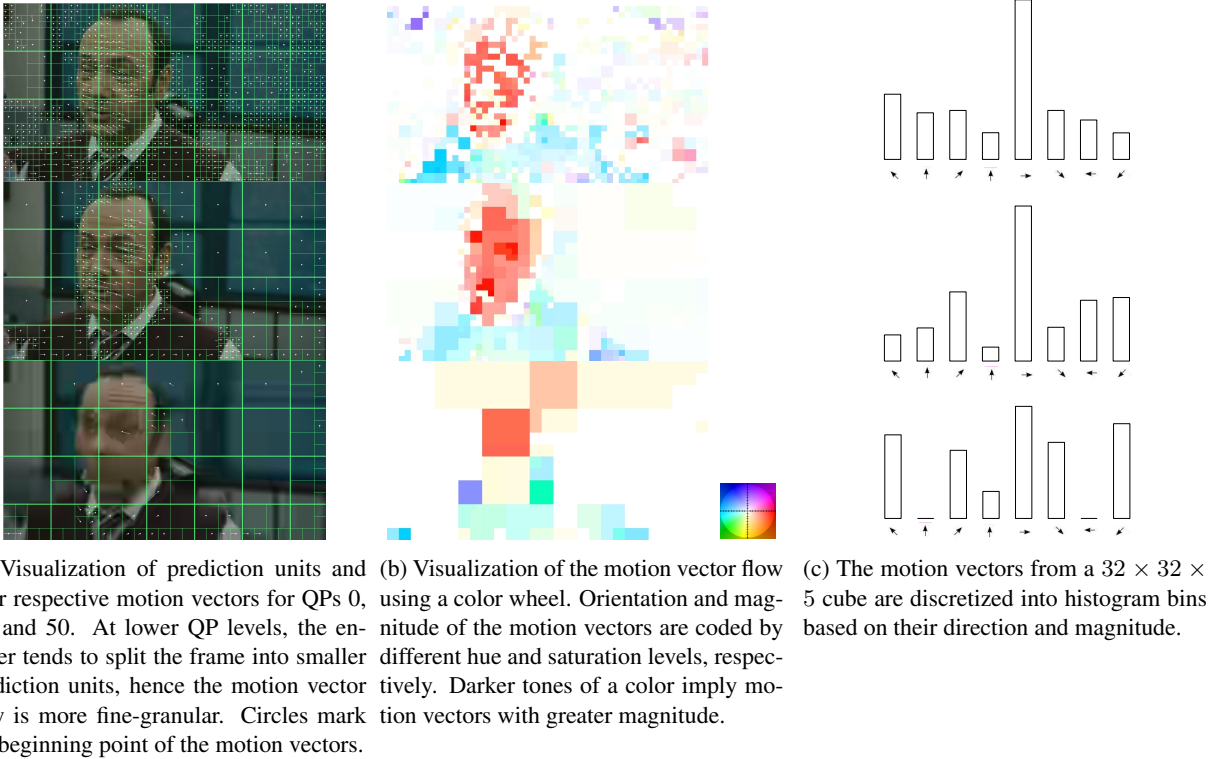 Visualization of prediction units and
respective motion vectors for QPs 0,
and 50. At lower QP levels, the en-
tends to split the frame into smaller
units, hence the motion vector
is more fine-granular. Circles mark
beginning point of the motion vectors.
(b) Visualization of the motion vector flow
using a color wheel. Orientation and mag-
nitude of the motion vectors are coded by
different hue and saturation levels, respec-
tively. Darker tones of a color imply mo-
tion vectors with greater magnitude.
(c) The motion vectors from a 32 × 32 ×
5 cube are discretized into histogram bins
based on their direction and magnitude.